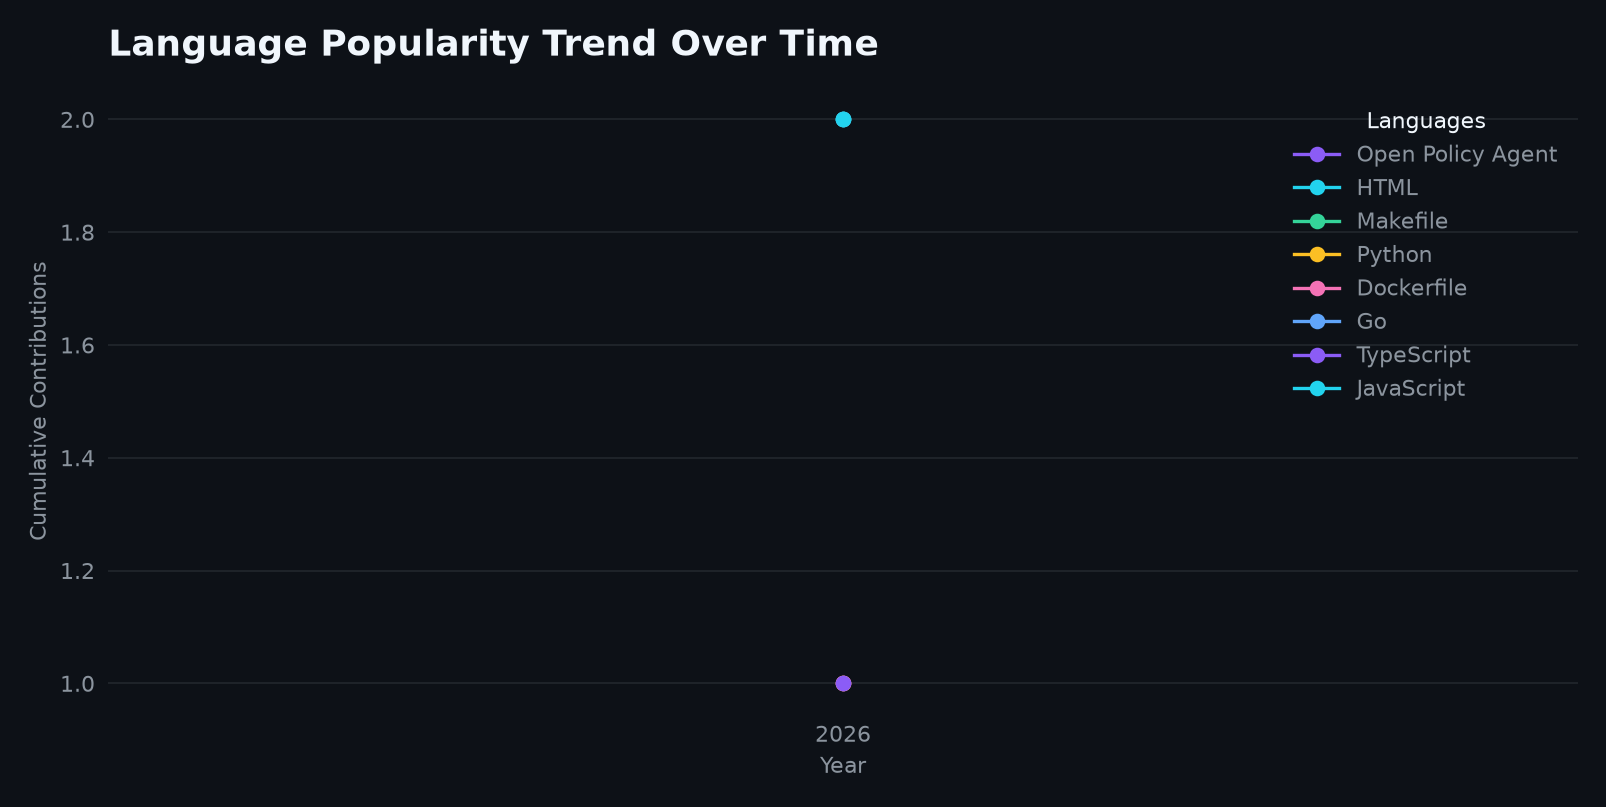 Language Popularity Trend Over Time
Cumulative Contributions
2.0
1.8
1.6
1.4
1.2
1.0
2026
Year
Languages
Open Policy Agent
HTML
Makefile
Python
Dockerfile
Go
TypeScript
JavaScript